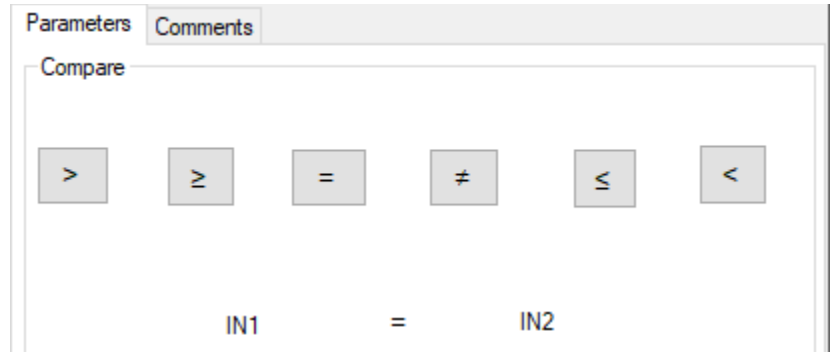 Parameters Comments
Compare
> ≥ = ≠ ≤ <
IN1 = IN2